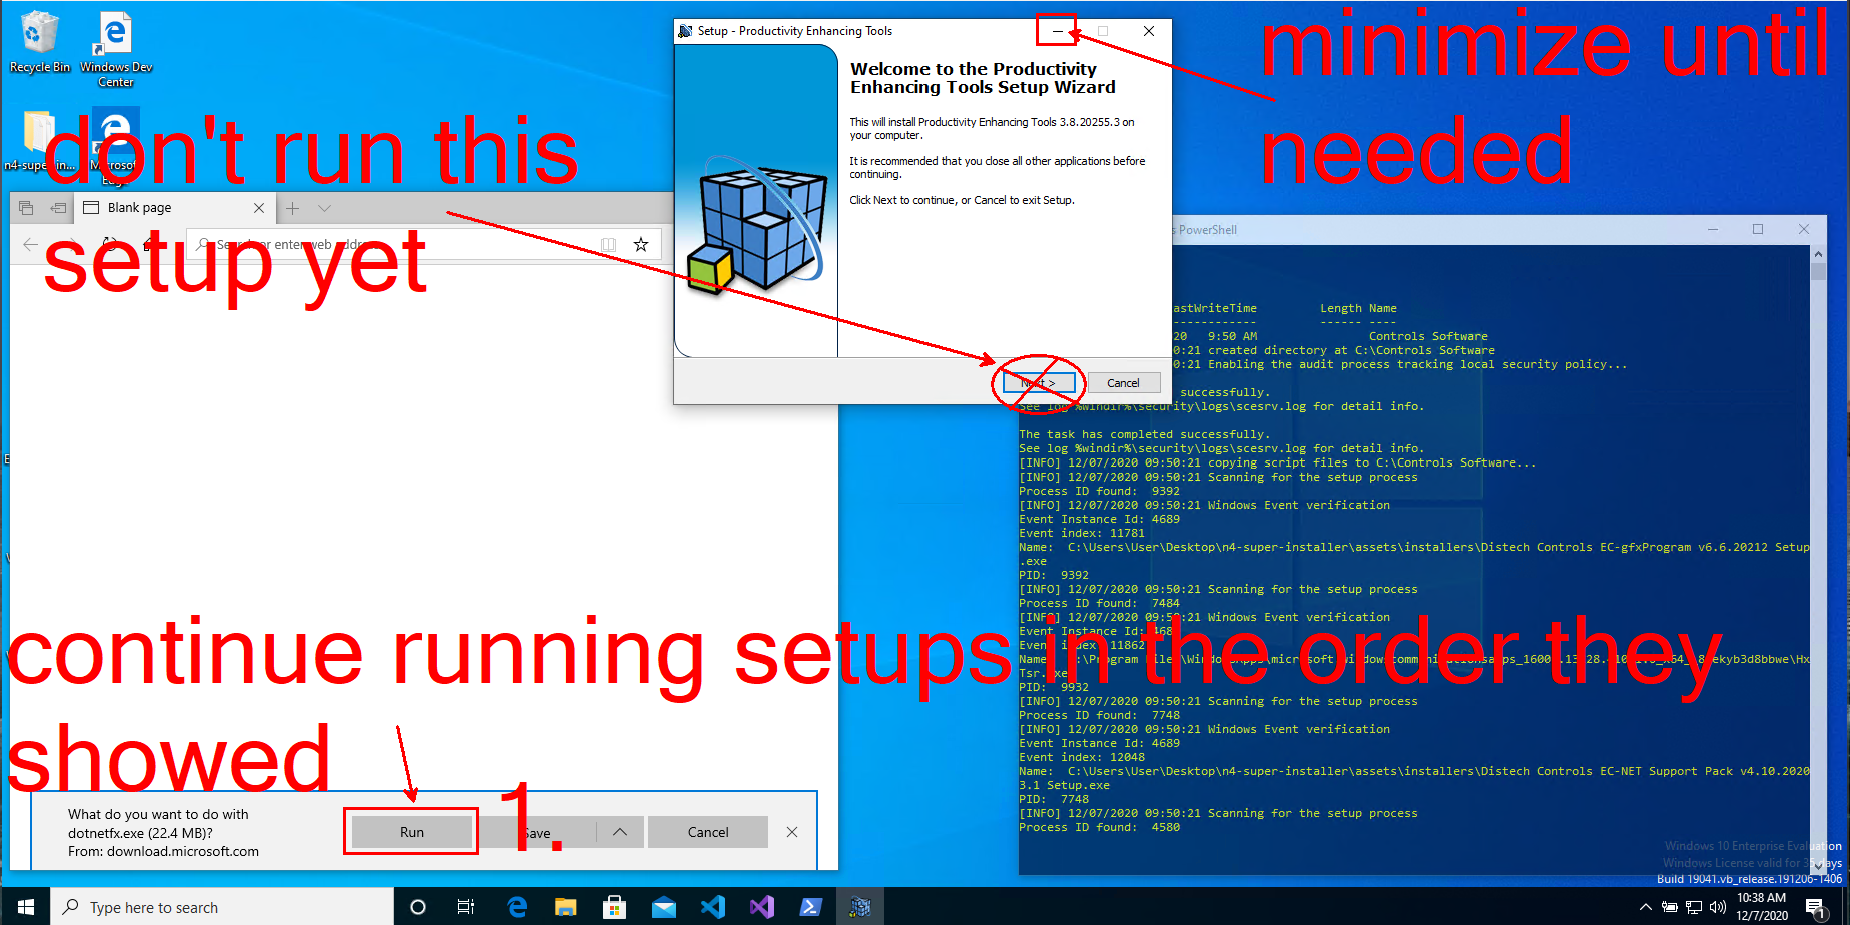 Recycle Bin
Windows Dev
Center
n4-super-in...
Microsoft
Edge
don't run this
setup yet
minimize until
needed
Setup - Productivity Enhancing Tools
Welcome to the Productivity
Enhancing Tools Setup Wizard
This will install Productivity Enhancing Tools 3.8.20255.3 on
your computer.
It is recommended that you close all other applications before
continuing.
Click Next to continue, or Cancel to exit Setup.
Next >
Cancel
Blank page
Search or enter web address
s PowerShell
astWriteTime Length Name
------------ ------ ----
20 9:50 AM Controls Software
0:21 created directory at C:\Controls Software
0:21 Enabling the audit process tracking local security policy...
successfully.
See log %windir%\security\logs\scesrv.log for detail info.
The task has completed successfully.
See log %windir%\security\logs\scesrv.log for detail info.
[INFO] 12/07/2020 09:50:21 copying script files to C:\Controls Software...
[INFO] 12/07/2020 09:50:21 Scanning for the setup process
Process ID found: 9392
[INFO] 12/07/2020 09:50:21 Windows Event verification
Event Instance Id: 4689
Event index: 11781
Name: C:\Users\User\Desktop\n4-super-installer\assets\installers\Distech Controls EC-gfxProgram v6.6.20212 Setup
.exe
PID: 9392
[INFO] 12/07/2020 09:50:21 Scanning for the setup process
Process ID found: 7484
[INFO] 12/07/2020 09:50:21 Windows Event verification
Event Instance Id: 4689
Event index: 11862
Name:
PID: 9932
[INFO] 12/07/2020 09:50:21 Scanning for the setup process
Process ID found: 7748
[INFO] 12/07/2020 09:50:21 Windows Event verification
Event Instance Id: 4689
Event index: 12048
Name: C:\Users\User\Desktop\n4-super-installer\assets\installers\Distech Controls EC-NET Support Pack v4.10.2020
3.1 Setup.exe
PID: 7748
[INFO] 12/07/2020 09:50:21 Scanning for the setup process
Process ID found: 4580
continue running setups in the order they
showed
1.
What do you want to do with
dotnetfx.exe (22.4 MB)?
From: download.microsoft.com
Run
Save
Cancel
Windows 10 Enterprise Evaluation
Windows License valid for 35 days
Build 19041.vb_release.191206-1406
Type here to search
10:38 AM
12/7/2020
1